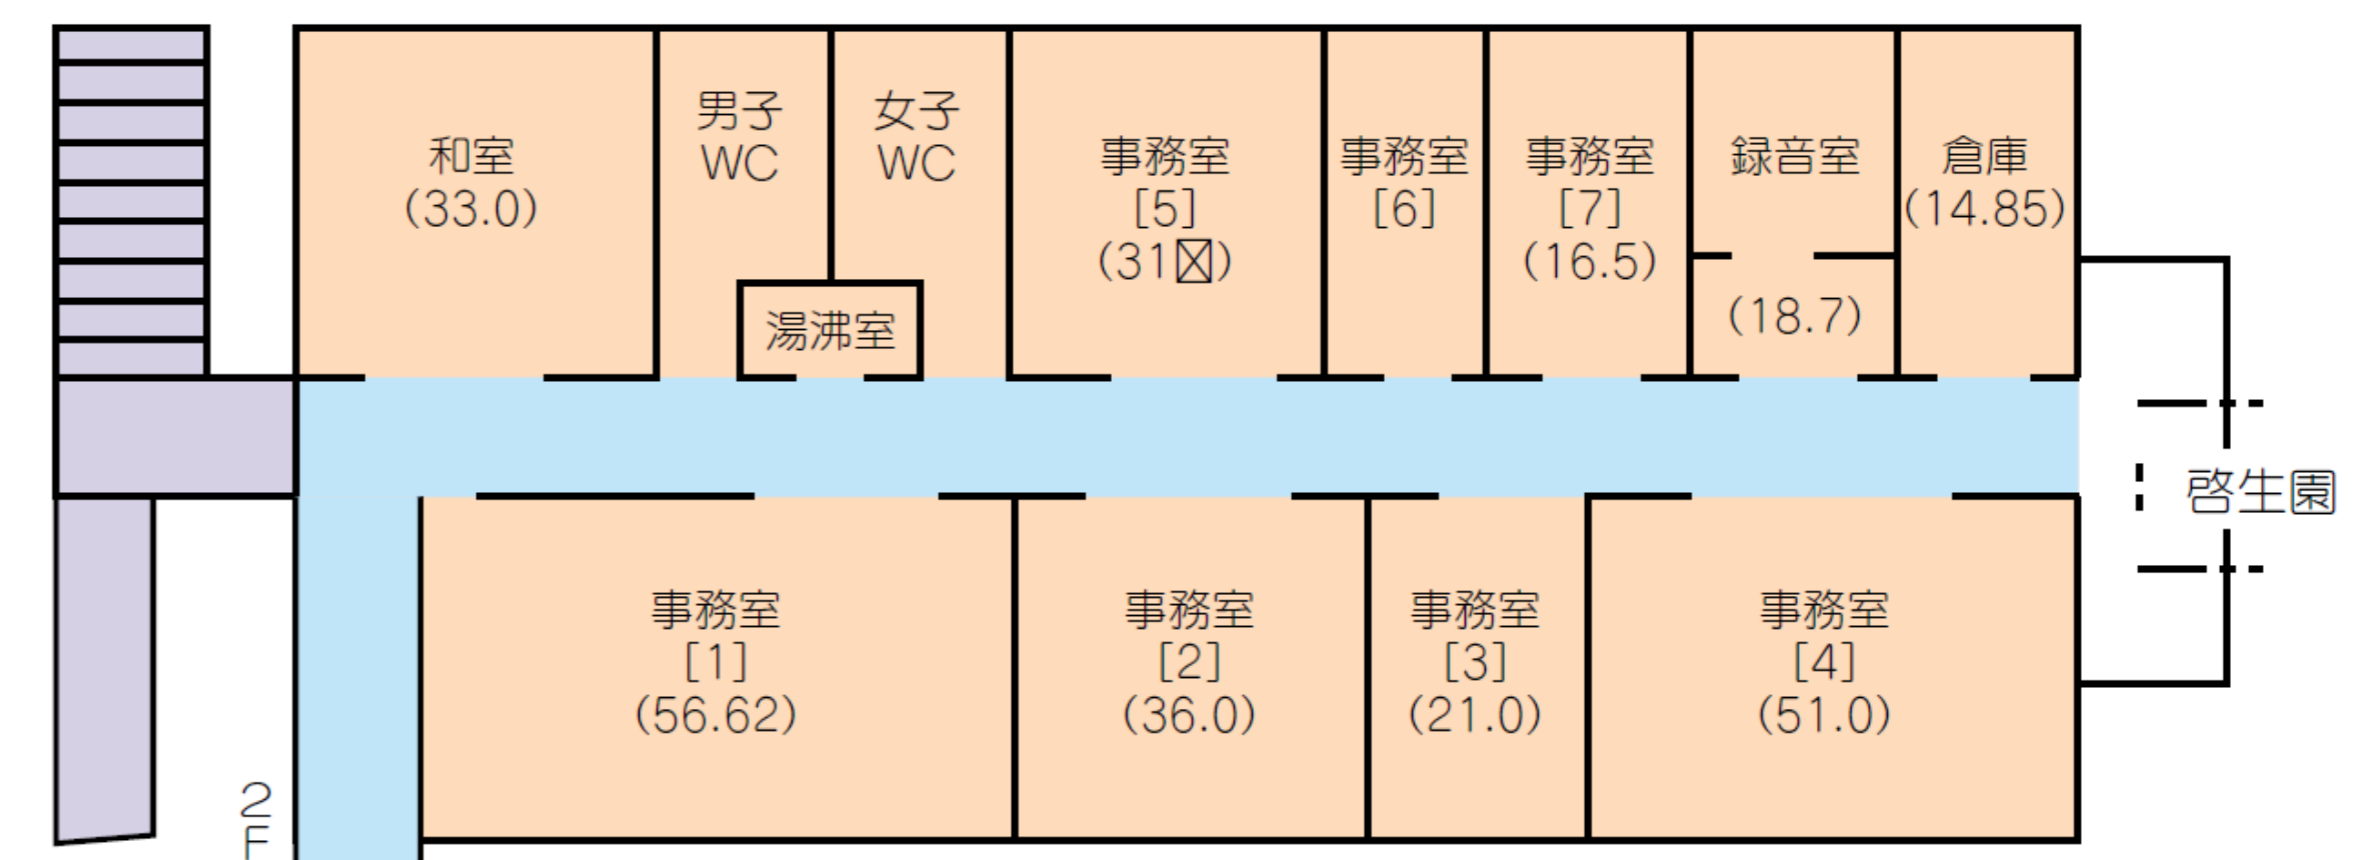 和室
(33.0)
男子
WC
女子
WC
湯沸室
事務室
[5]
(31☒)
事務室
[6]
事務室
[7]
(16.5)
録音室
(18.7)
倉庫
(14.85)
啓生園
事務室
[1]
(56.62)
事務室
[2]
(36.0)
事務室
[3]
(21.0)
事務室
[4]
(51.0)
2
F